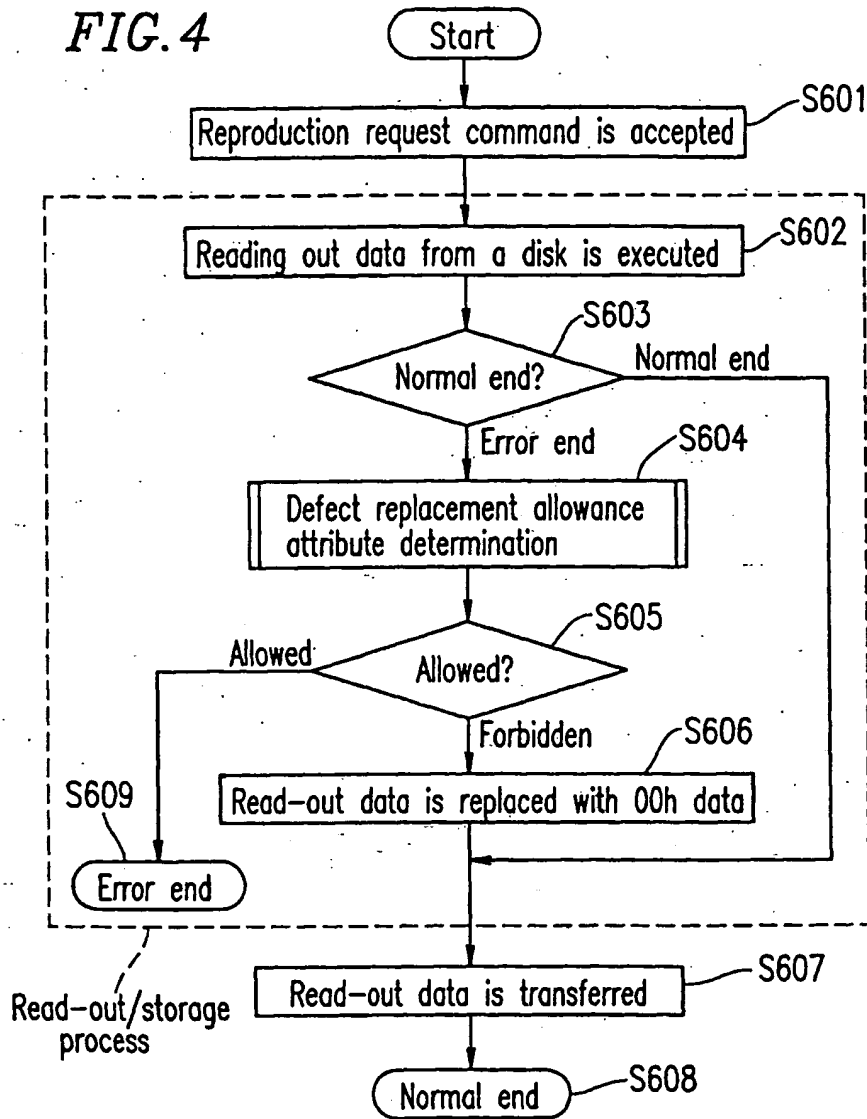 FIG. 4
Start
S601
Reproduction request command is accepted
S602
Reading out data from a disk is executed
S603
Normal end?
Normal end
Error end
S604
Defect replacement allowance
attribute determination
S605
Allowed
Allowed?
Forbidden
S606
Read-out data is replaced with 00h data
S609
Error end
S607
Read-out data is transferred
Read-out/storage
process
S608
Normal end